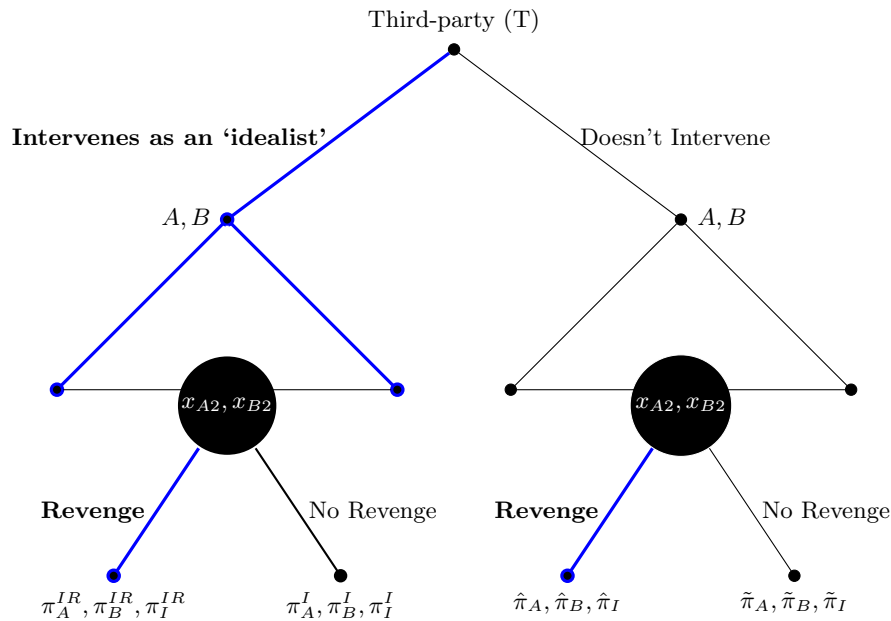 Third-party (T)
Intervenes as an ‘idealist’
Doesn't Intervene
A, B
A, B
x_{A2}, x_{B2}
x_{A2}, x_{B2}
Revenge
No Revenge
Revenge
No Revenge
π_A^{IR}, π_B^{IR}, π_I^{IR}
π_A^I, π_B^I, π_I^I
π̂_A, π̂_B, π̂_I
π̃_A, π̃_B, π̃_I